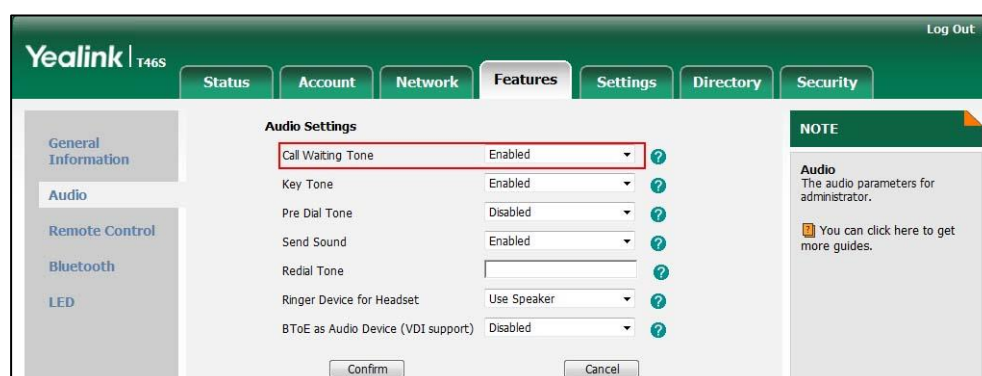 Log Out
Yealink T46S
Status Account Network Features Settings Directory Security
General
Information
Audio
Remote Control
Bluetooth
LED
Audio Settings
Call Waiting Tone Enabled ?
Key Tone Enabled ?
Pre Dial Tone Disabled ?
Send Sound Enabled ?
Redial Tone ?
Ringer Device for Headset Use Speaker ?
BToE as Audio Device (VDI support) Disabled ?
Confirm Cancel
NOTE
Audio
The audio parameters for
administrator.
? You can click here to get
more guides.